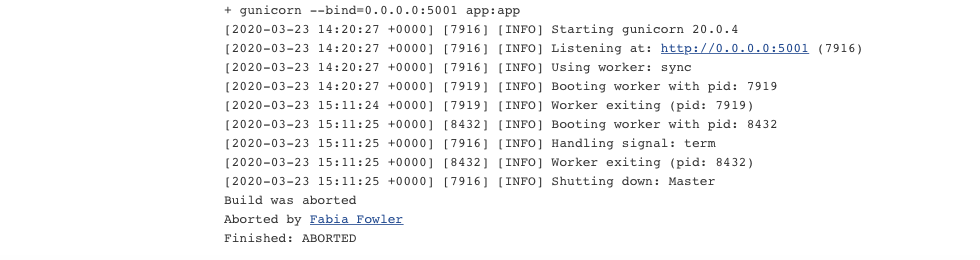 + gunicorn --bind=0.0.0.0:5001 app:app
[2020-03-23 14:20:27 +0000] [7916] [INFO] Starting gunicorn 20.0.4
[2020-03-23 14:20:27 +0000] [7916] [INFO] Listening at: http://0.0.0.0:5001 (7916)
[2020-03-23 14:20:27 +0000] [7916] [INFO] Using worker: sync
[2020-03-23 14:20:27 +0000] [7919] [INFO] Booting worker with pid: 7919
[2020-03-23 15:11:24 +0000] [7919] [INFO] Worker exiting (pid: 7919)
[2020-03-23 15:11:25 +0000] [8432] [INFO] Booting worker with pid: 8432
[2020-03-23 15:11:25 +0000] [7916] [INFO] Handling signal: term
[2020-03-23 15:11:25 +0000] [8432] [INFO] Worker exiting (pid: 8432)
[2020-03-23 15:11:25 +0000] [7916] [INFO] Shutting down: Master
Build was aborted
Aborted by Fabia Fowler
Finished: ABORTED